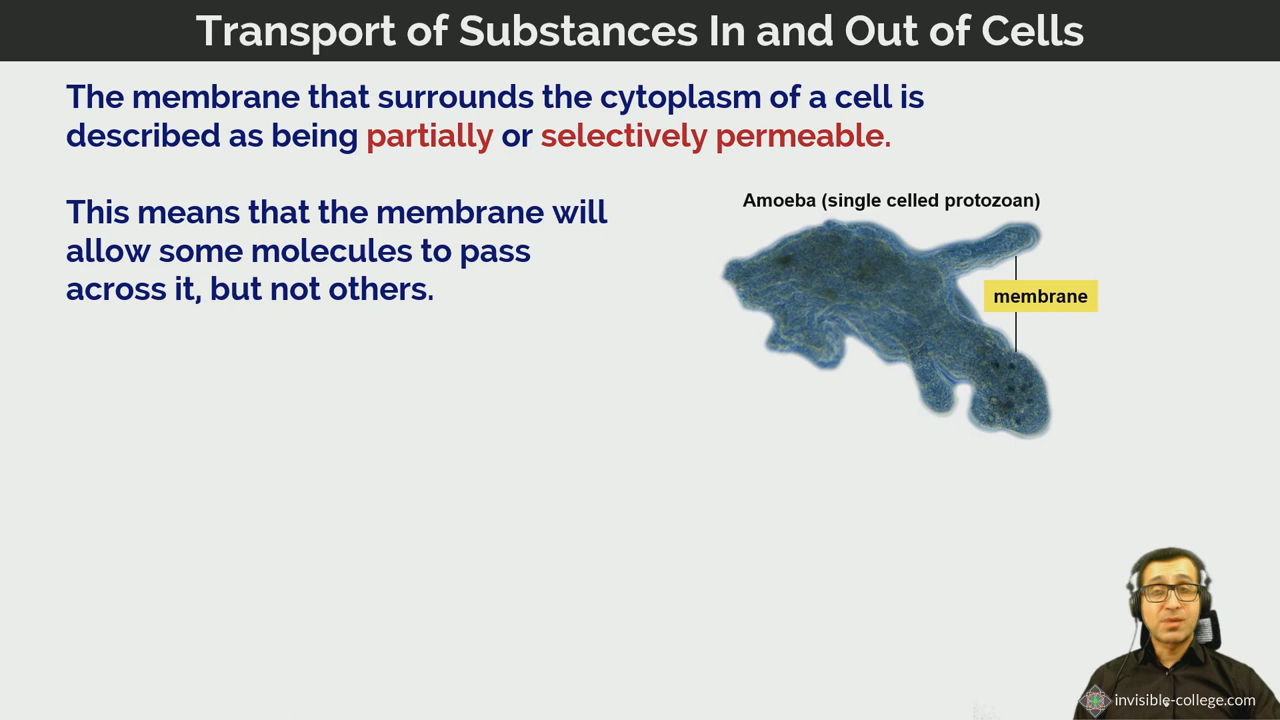 Transport of Substances In and Out of Cells
The membrane that surrounds the cytoplasm of a cell is
described as being partially or selectively permeable.
This means that the membrane will
allow some molecules to pass
across it, but not others.
Amoeba (single celled protozoan)
membrane
invisible-college.com